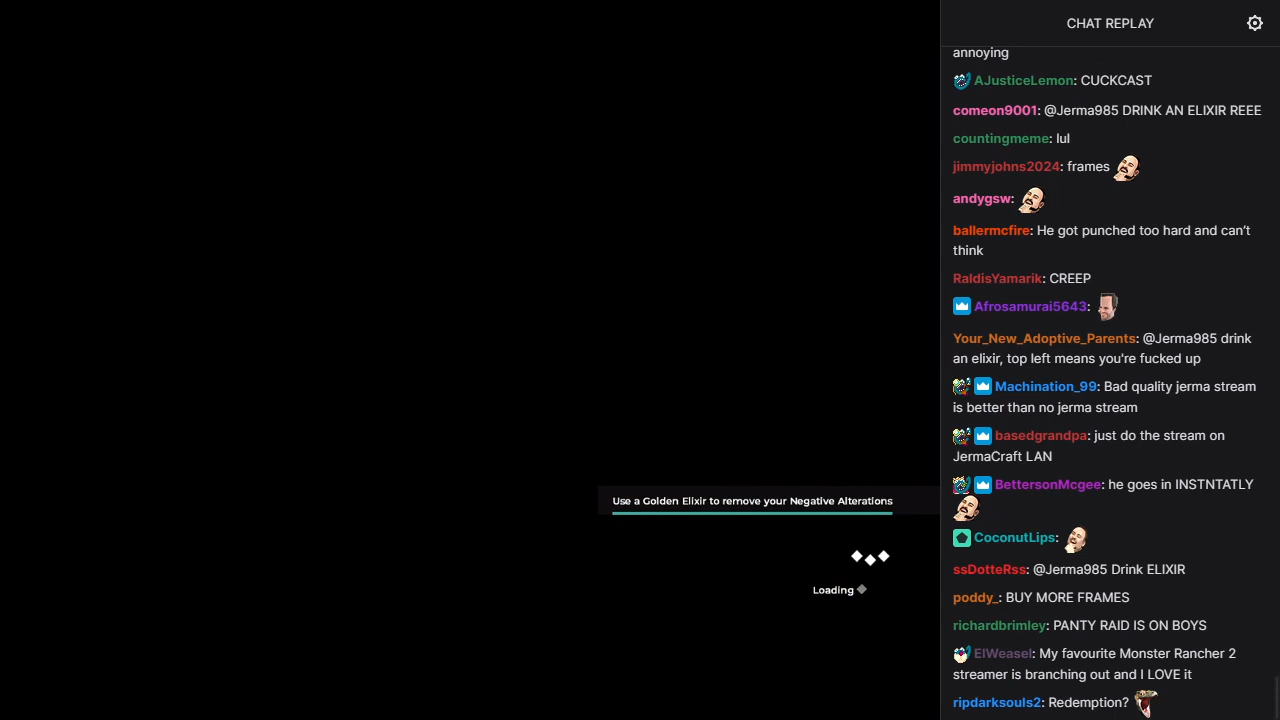 CHAT REPLAY
annoying
AJusticeLemon: CUCKCAST
comeon9001: @Jerma985 DRINK AN ELIXIR REEE
countingmeme: lul
jimmyjohns2024: frames
andygsw:
ballermcfire: He got punched too hard and can't
think
RaldisYamarik: CREEP
Afrosamurai5643:
Your_New_Adoptive_Parents: @Jerma985 drink
an elixir, top left means you're fucked up
Machination_99: Bad quality jerma stream
is better than no jerma stream
basedgrandpa: just do the stream on
JermaCraft LAN
BettersonMcgee: he goes in INSTNTATLY
CoconutLips:
ssDotteRss: @Jerma985 Drink ELIXIR
poddy_: BUY MORE FRAMES
richardbrimley: PANTY RAID IS ON BOYS
ElWeasel: My favourite Monster Rancher 2
streamer is branching out and I LOVE it
ripdarksouls2: Redemption?
Use a Golden Elixir to remove your Negative Alterations
Loading